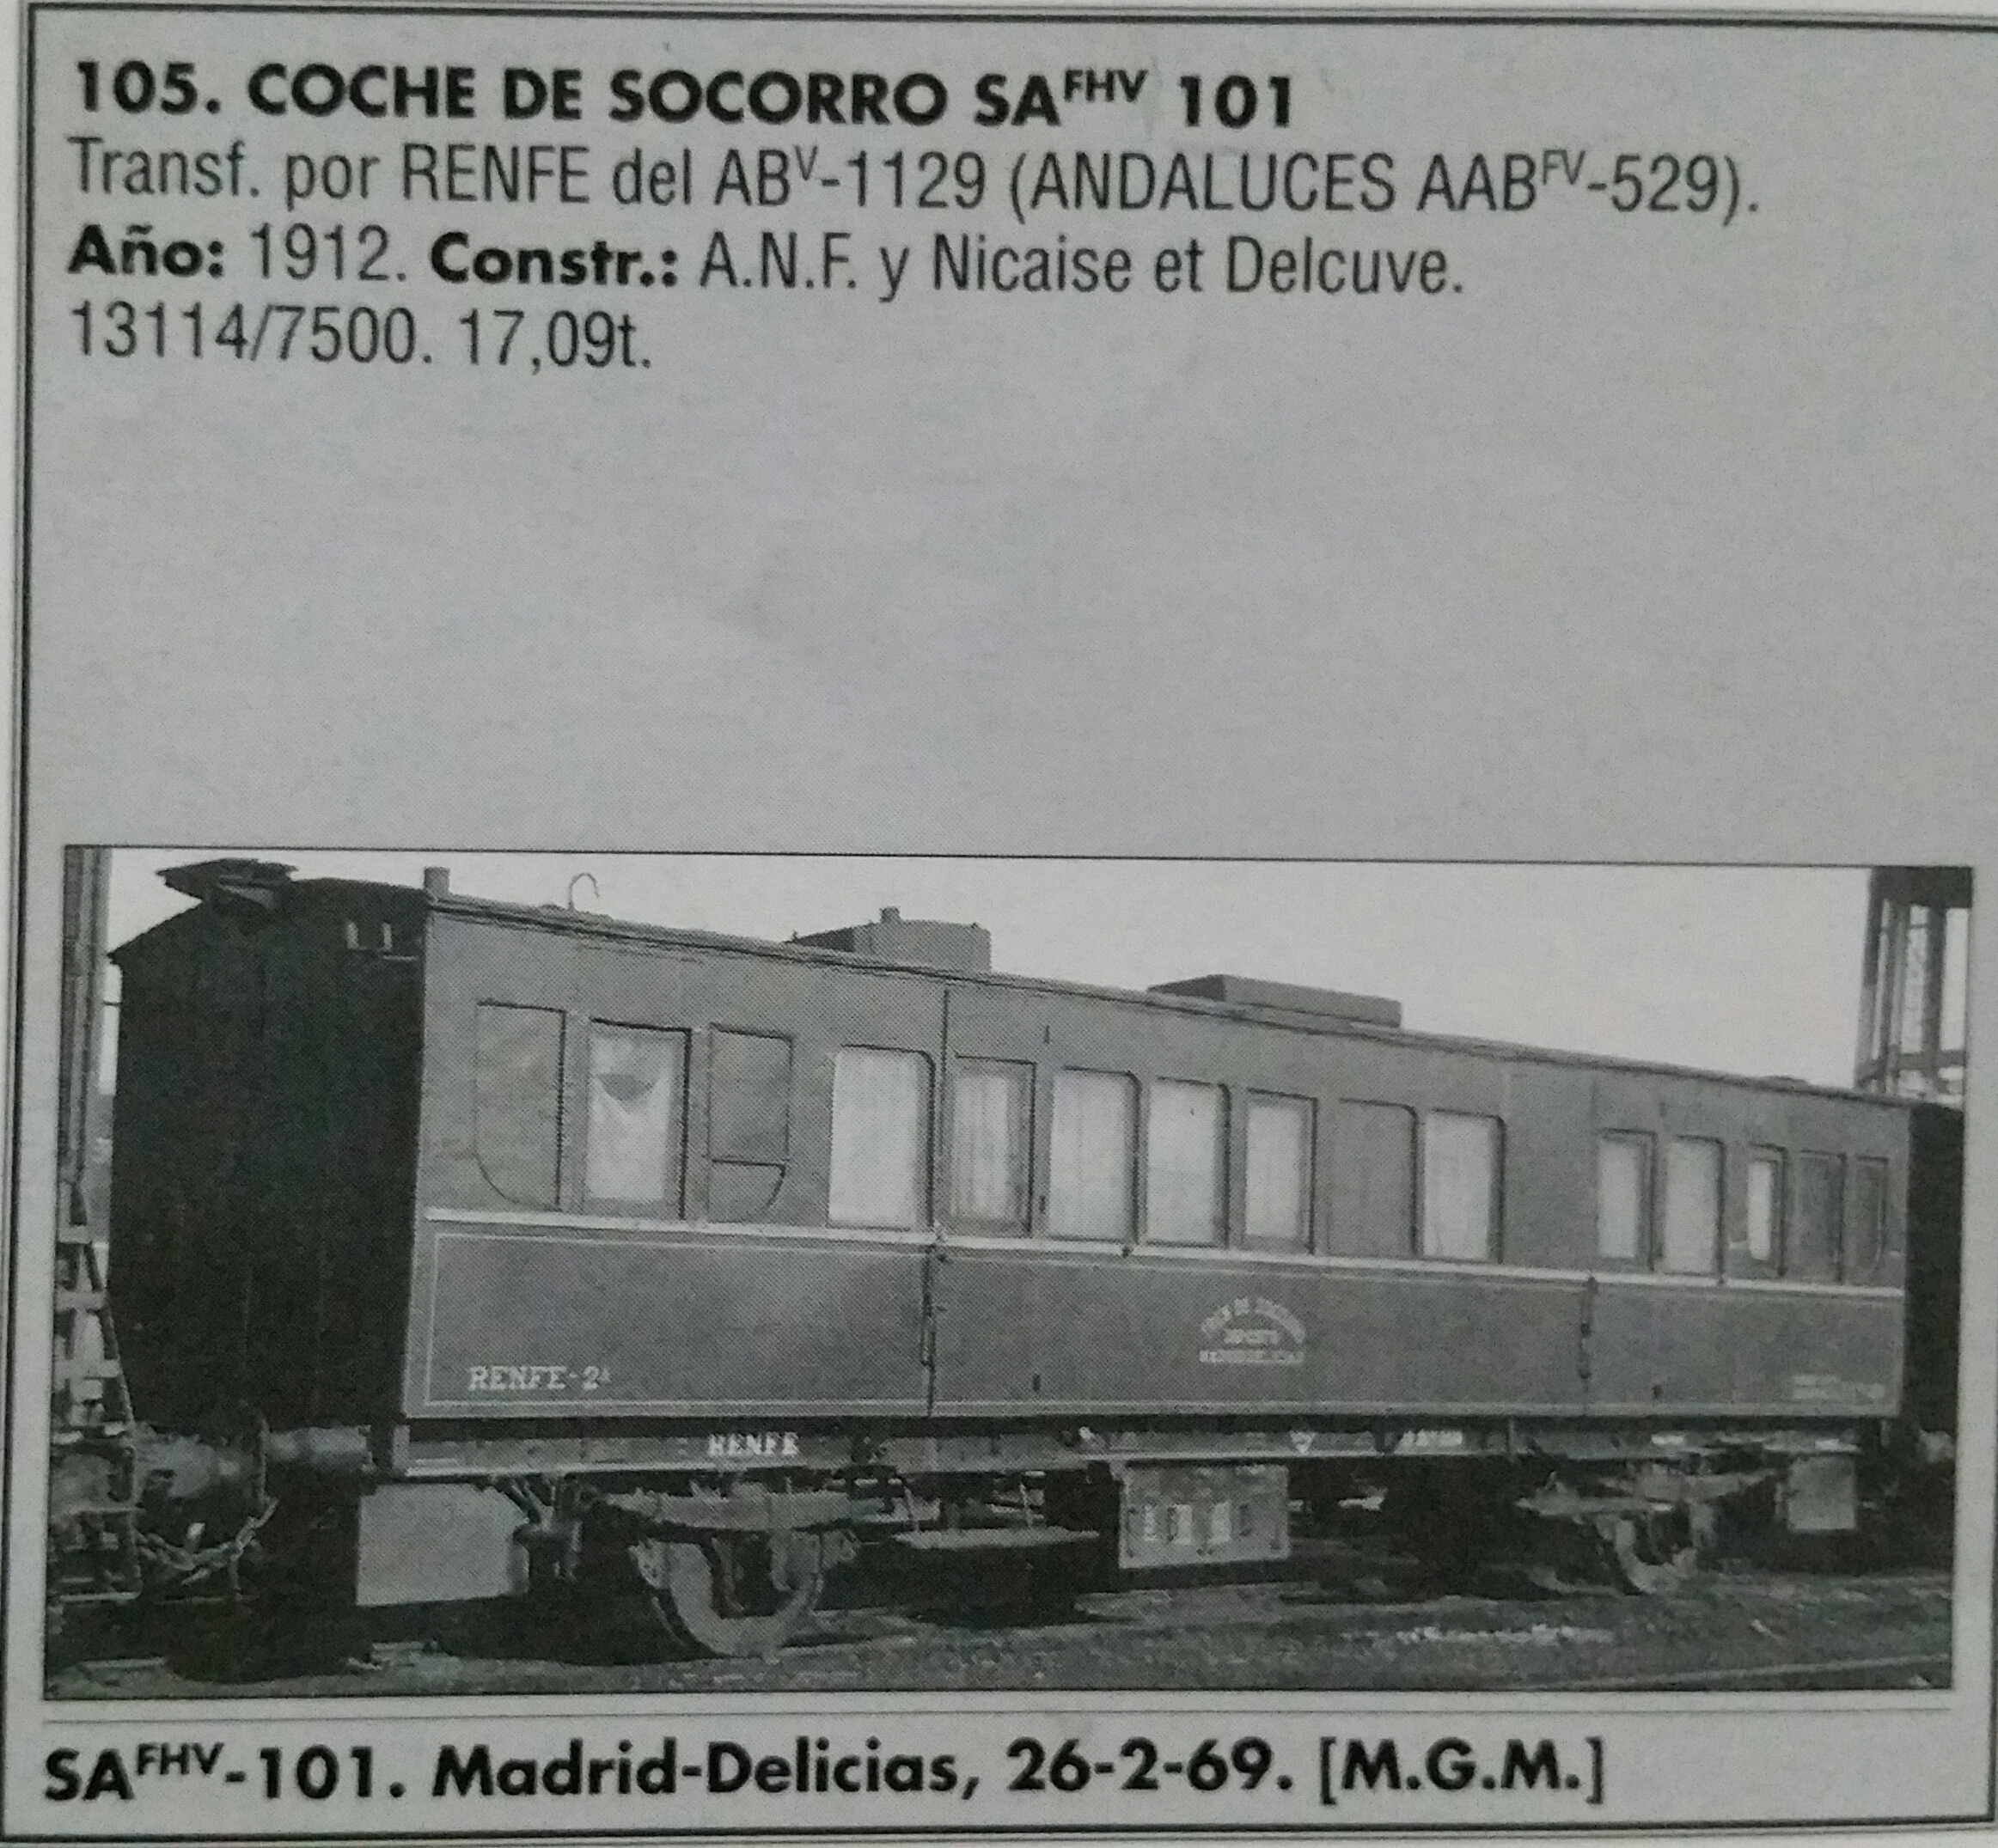 105. COCHE DE SOCORRO SAFHV 101
Transf. por RENFE del ABV-1129 (ANDALUCES AABFV-529).
Año: 1912. Constr.: A.N.F. y Nicaise et Delcuve.
13114/7500. 17,09t.
RENFE-2ª
RENFE
SAFHV-101. Madrid-Delicias, 26-2-69. [M.G.M.]